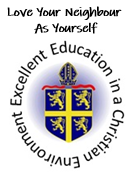 Love Your Neighbour
As Yourself
Excellent Education in a Christian Environment